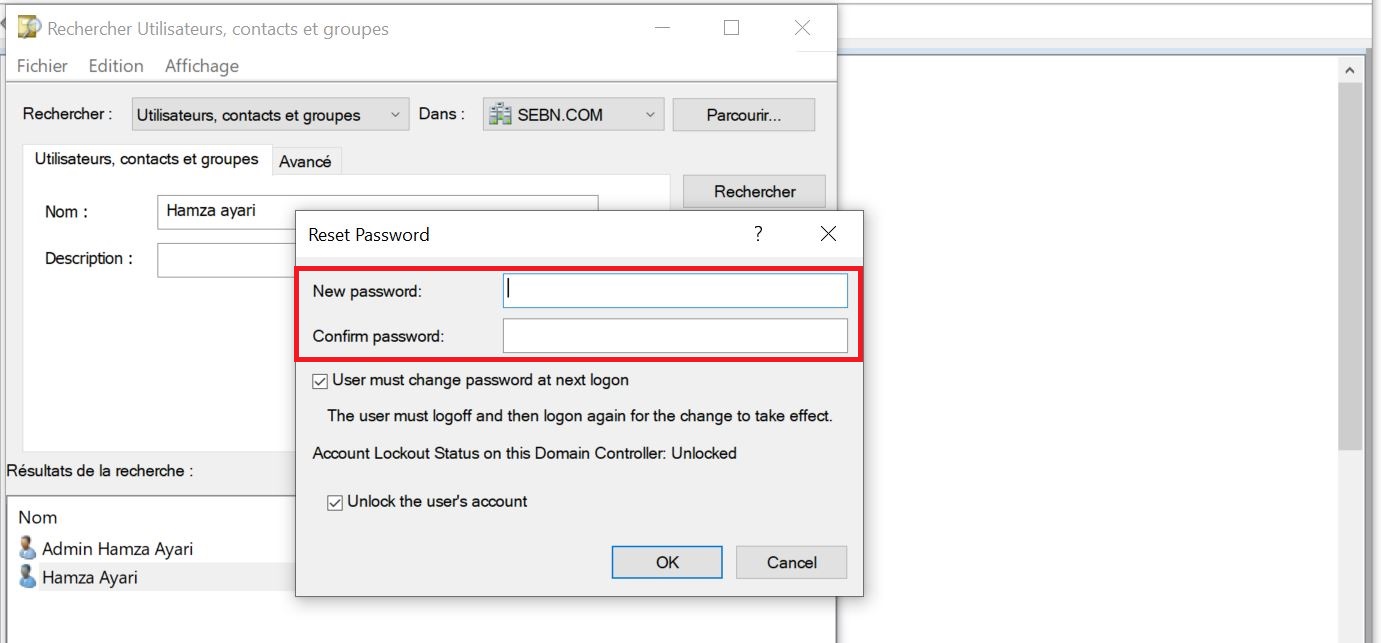 Rechercher Utilisateurs, contacts et groupes
Fichier Edition Affichage
Rechercher : Utilisateurs, contacts et groupes Dans : SEBN.COM Parcourir...
Utilisateurs, contacts et groupes Avancé
Rechercher
Nom : Hamza ayari
Description :
Reset Password ?
New password:
Confirm password:
User must change password at next logon
The user must logoff and then logon again for the change to take effect.
Account Lockout Status on this Domain Controller: Unlocked
Unlock the user's account
OK Cancel
Résultats de la recherche :
Nom
Admin Hamza Ayari
Hamza Ayari